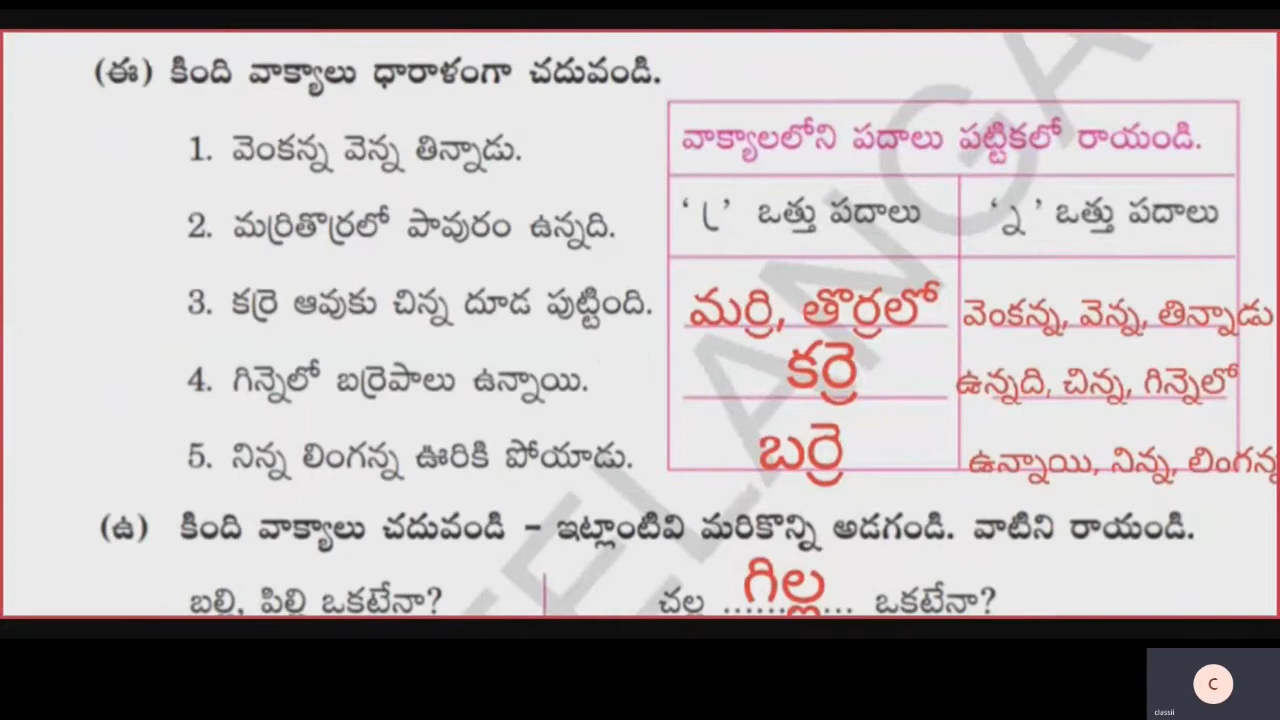 (ఈ) కింది వాక్యాలు ధారాళంగా చదువండి.
1. వెంకన్న వెన్న తిన్నాడు.
2. మర్రితొర్రలో పావురం ఉన్నది.
3. కర్రె ఆవుకు చిన్న దూడ పుట్టింది.
4. గిన్నెలో బర్రెపాలు ఉన్నాయి.
5. నిన్న లింగన్న ఊరికి పోయాడు.
వాక్యాలలోని పదాలు పట్టికలో రాయండి.
‘ ్ర ’ ఒత్తు పదాలు
మర్రి, తొర్రలో
కర్రె
బర్రె
‘ ్న ’ ఒత్తు పదాలు
వెంకన్న, వెన్న, తిన్నాడు
ఉన్నది, చిన్న, గిన్నెలో
ఉన్నాయి, నిన్న, లింగన్న
(ఉ) కింది వాక్యాలు చదువండి – ఇట్లాంటివి మరికొన్ని అడగండి. వాటిని రాయండి.
బల్లి, పిల్లి ఒకటేనా?
చల్ల ...గిల్ల... ఒకటేనా?
TELANGA
C
classii